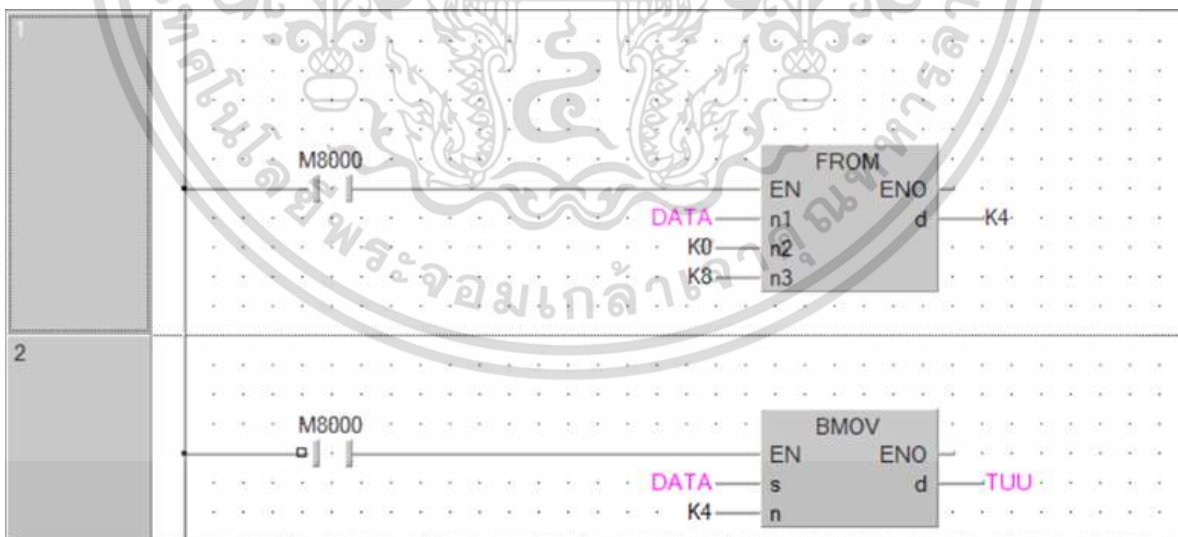 1
M8000
FROM
EN ENO
DATA n1 d K4
K0 n2
K8 n3
2
M8000
BMOV
EN ENO
DATA s d TUU
K4 n